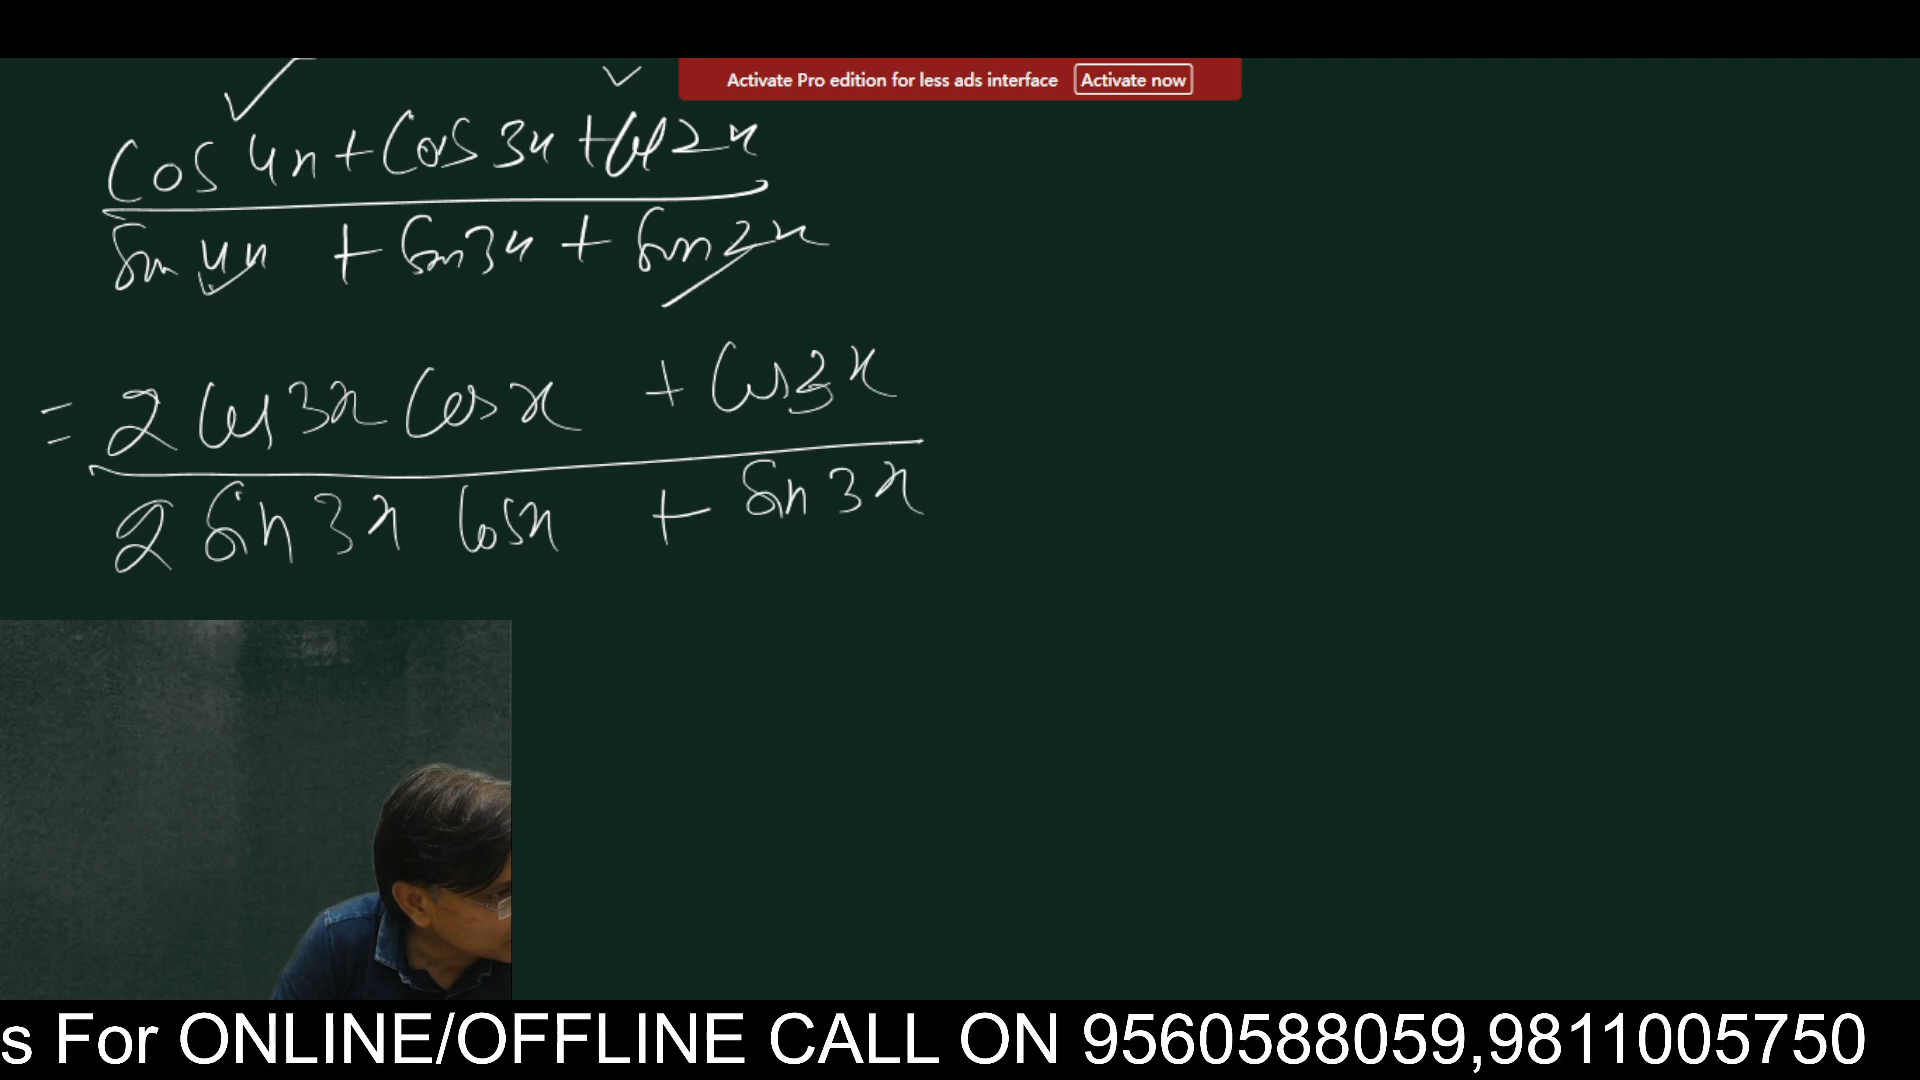 Activate Pro edition for less ads interface Activate now
Cos 4x + Cos 3x + Cos 2x
Sin 4x + Sin 3x + Sin 2x
= 2 Cos 3x Cos x + Cos 3x
2 Sin 3x Cos x + Sin 3x
s For ONLINE/OFFLINE CALL ON 9560588059,9811005750